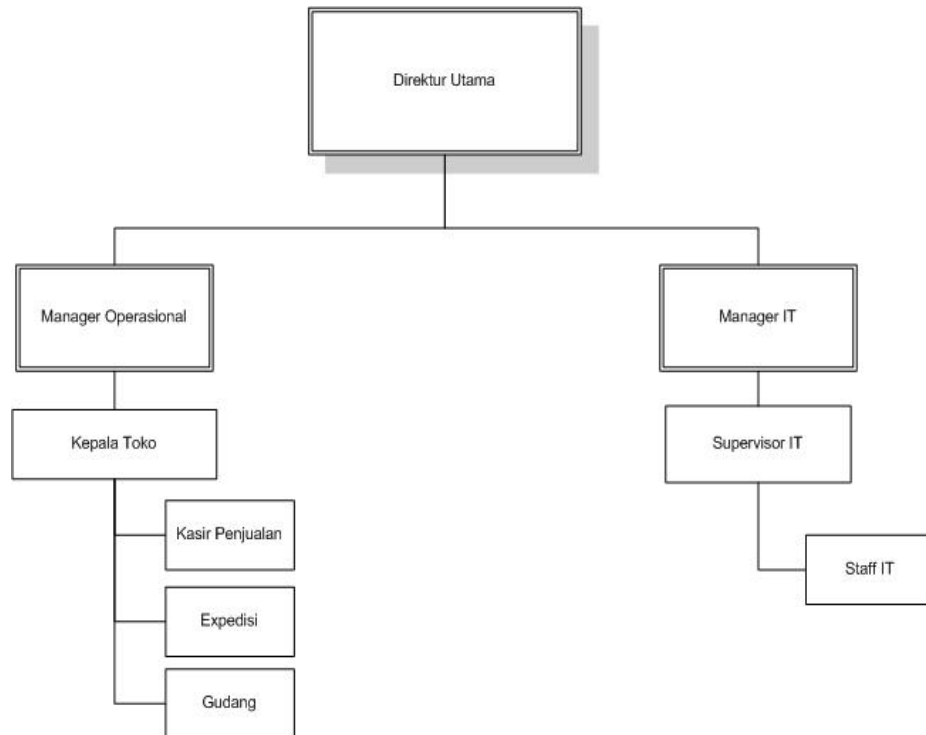 Direktur Utama
Manager Operasional
Manager IT
Kepala Toko
Supervisor IT
Kasir Penjualan
Staff IT
Expedisi
Gudang